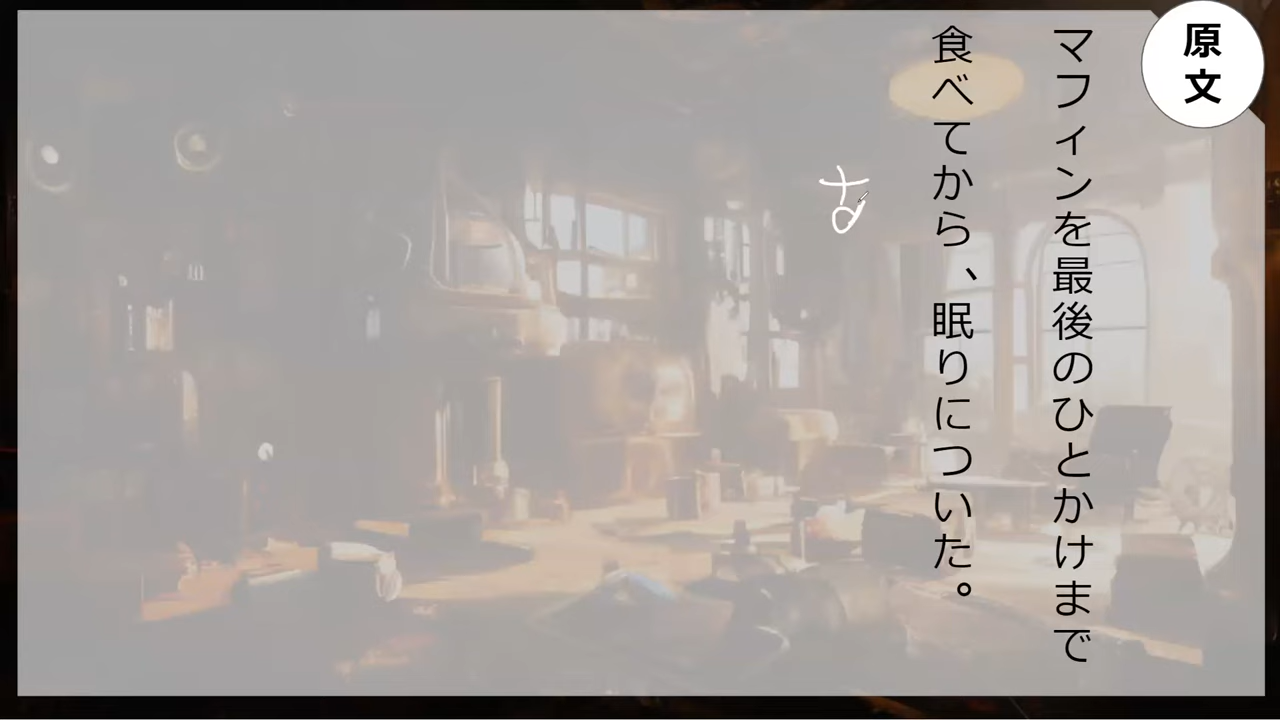 原文
マフィンを最後のひとかけまで
食べてから、眠りについた。